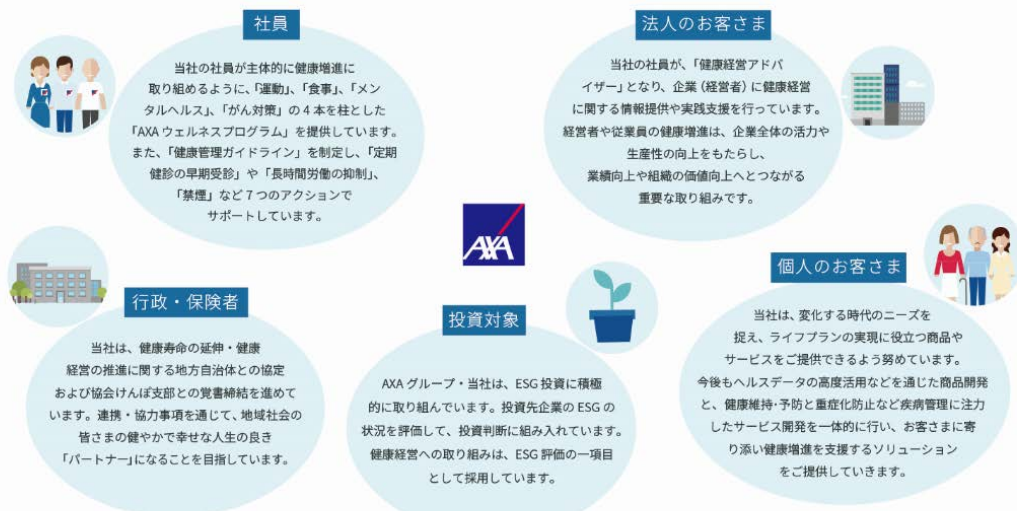 社員
当社の社員が主体的に健康増進に
取り組めるように、「運動」、「食事」、「メン
タルヘルス」、「がん対策」の4本を柱とした
「AXAウェルネスプログラム」を提供しています。
また、「健康管理ガイドライン」を制定し、「定期
健診の早期受診」や「長時間労働の抑制」、
「禁煙」など7つのアクションで
サポートしています。
法人のお客さま
当社の社員が、「健康経営アドバ
イザー」となり、企業（経営者）に健康経営
に関する情報提供や実践支援を行っています。
経営者や従業員の健康増進は、企業全体の活力や
生産性の向上をもたらし、
業績向上や組織の価値向上へとつながる
重要な取り組みです。
AXA
行政・保険者
当社は、健康寿命の延伸・健康
経営の推進に関する地方自治体との協定
および協会けんぽ支部との覚書締結を進めて
います。連携・協力事項を通じて、地域社会の
皆さまの健やかで幸せな人生の良き
「パートナー」になることを目指しています。
投資対象
AXAグループ・当社は、ESG投資に積極
的に取り組んでいます。投資先企業のESGの
状況を評価して、投資判断に組み入れています。
健康経営への取り組みは、ESG評価の一項目
として採用しています。
個人のお客さま
当社は、変化する時代のニーズを
捉え、ライフプランの実現に役立つ商品や
サービスをご提供できるよう努めています。
今後もヘルスデータの高度活用などを通じた商品開発
と、健康維持・予防と重症化防止など疾病管理に注力
したサービス開発を一体的に行い、お客さまに寄
り添い健康増進を支援するソリューション
をご提供していきます。